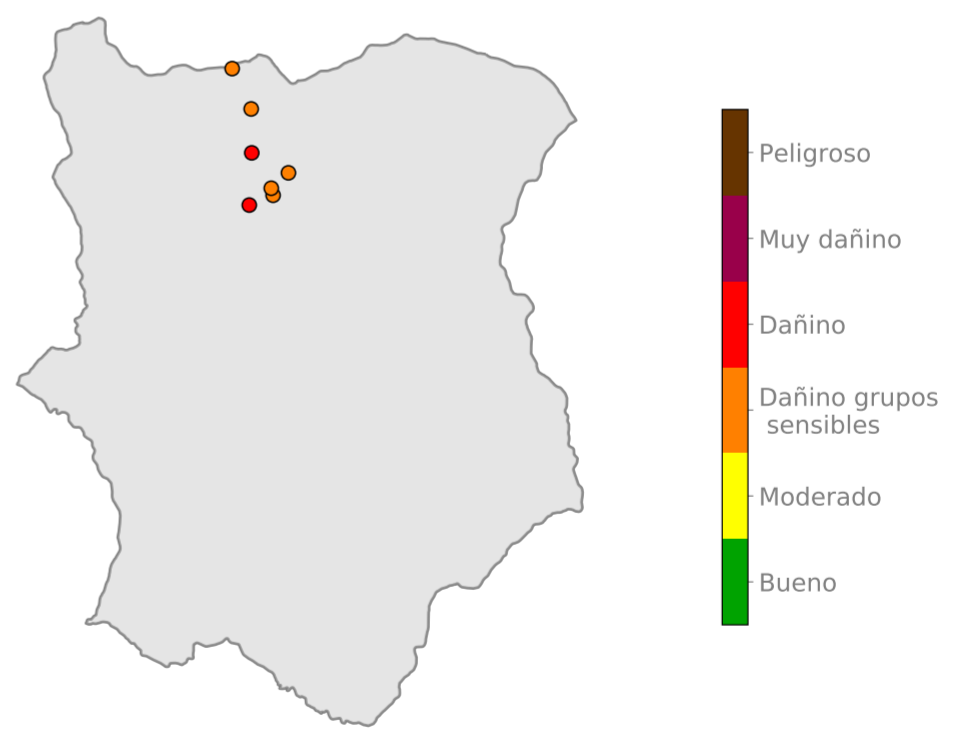 Peligroso
Muy dañino
Dañino
Dañino grupos
sensibles
Moderado
Bueno